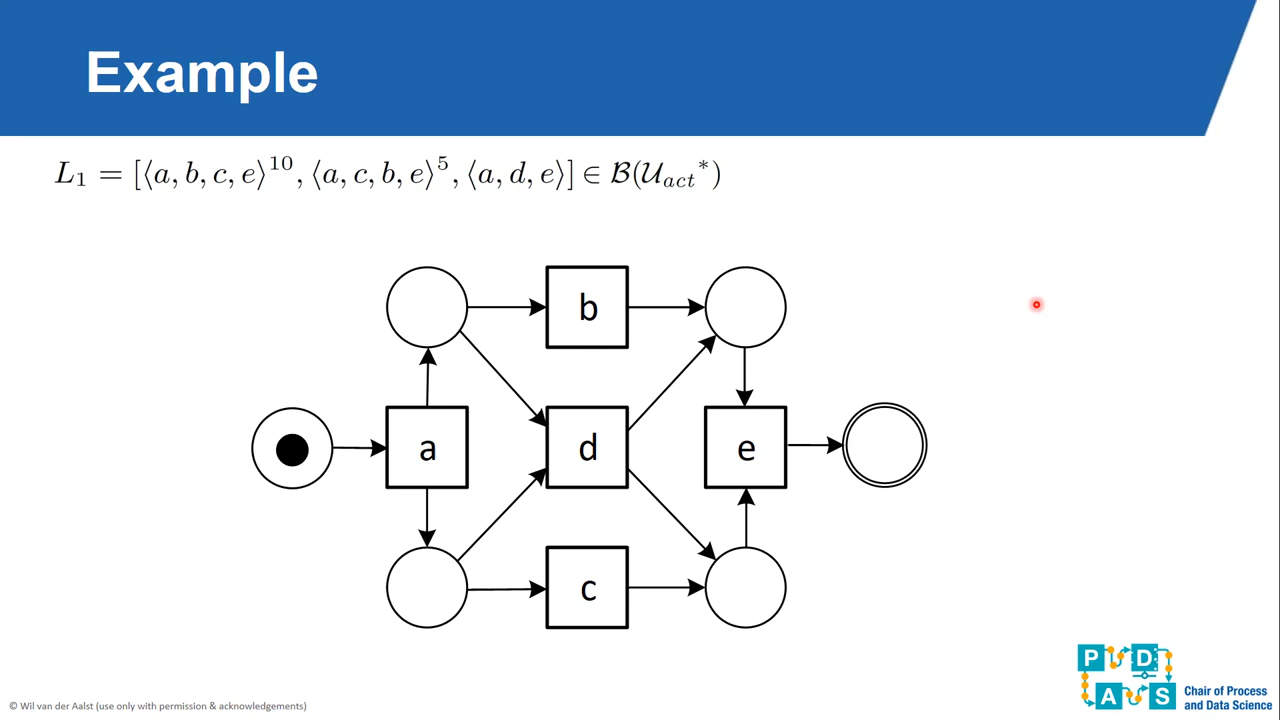 Example
L₁ = [⟨a, b, c, e⟩¹⁰, ⟨a, c, b, e⟩⁵, ⟨a, d, e⟩] ∈ ℬ(𝒰ₐ꜀ₜ*)
b
a
d
e
c
P D
A S
Chair of Process
and Data Science
© Wil van der Aalst (use only with permission & acknowledgements)